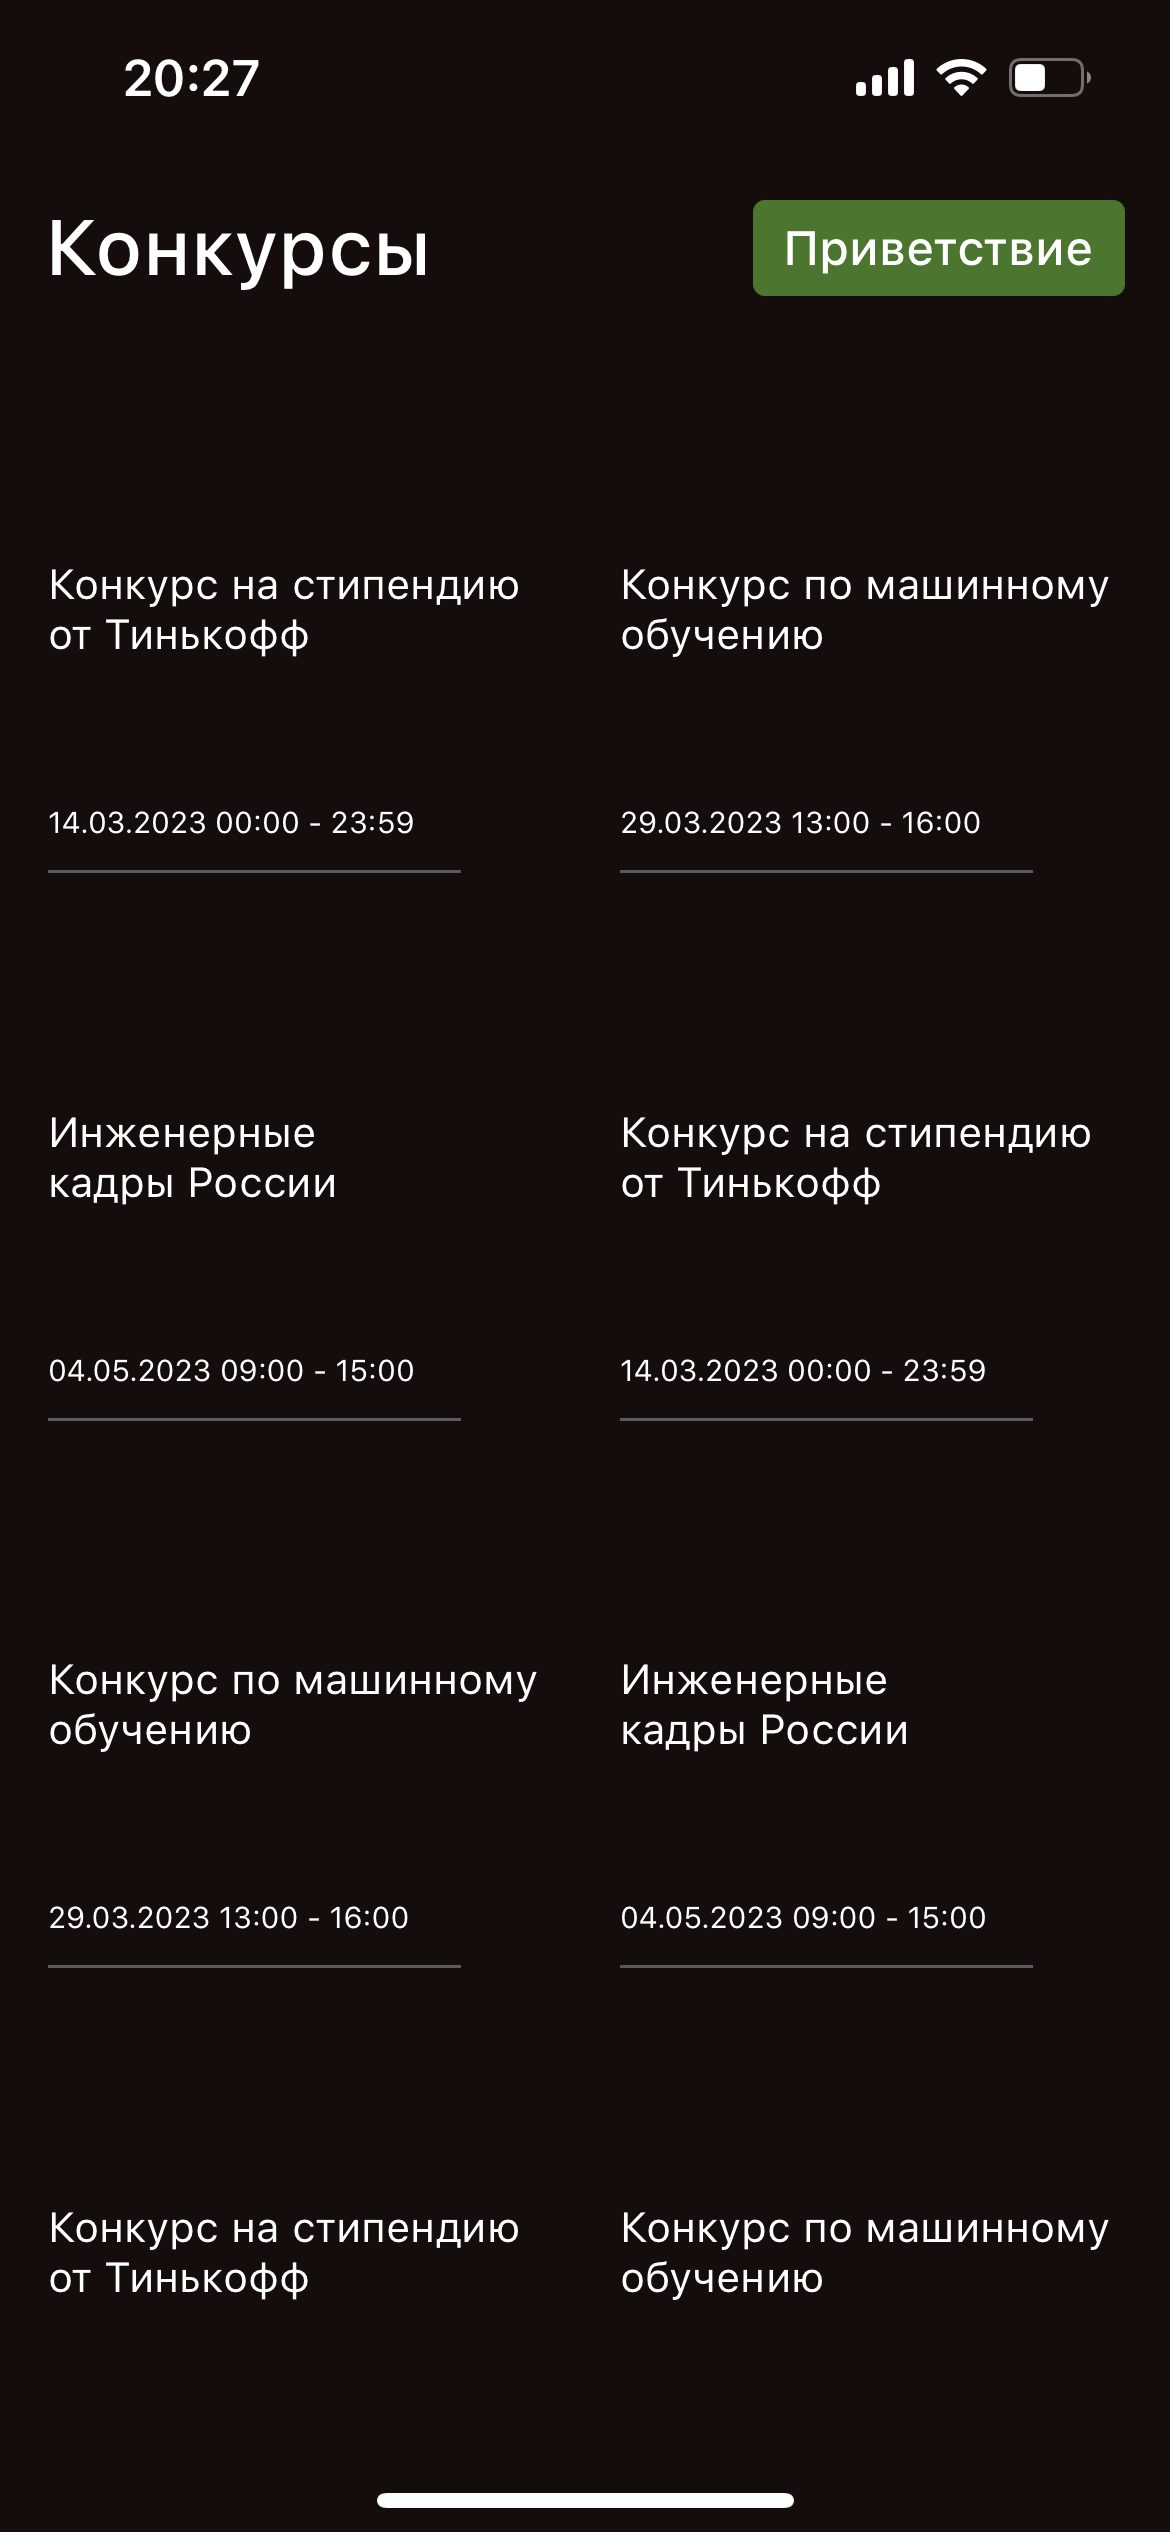 20:27
Конкурсы
Приветствие
Конкурс на стипендию
от Тинькофф
14.03.2023 00:00 - 23:59
Конкурс по машинному
обучению
29.03.2023 13:00 - 16:00
Инженерные
кадры России
04.05.2023 09:00 - 15:00
Конкурс на стипендию
от Тинькофф
14.03.2023 00:00 - 23:59
Конкурс по машинному
обучению
29.03.2023 13:00 - 16:00
Инженерные
кадры России
04.05.2023 09:00 - 15:00
Конкурс на стипендию
от Тинькофф
Конкурс по машинному
обучению